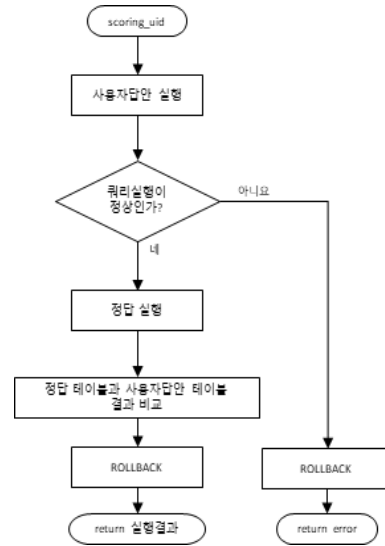 scoring_uid
사용자답안 실행
쿼리실행이
정상인가?
아니요
네
정답 실행
정답 테이블과 사용자답안 테이블
결과 비교
ROLLBACK
ROLLBACK
return 실행결과
return error